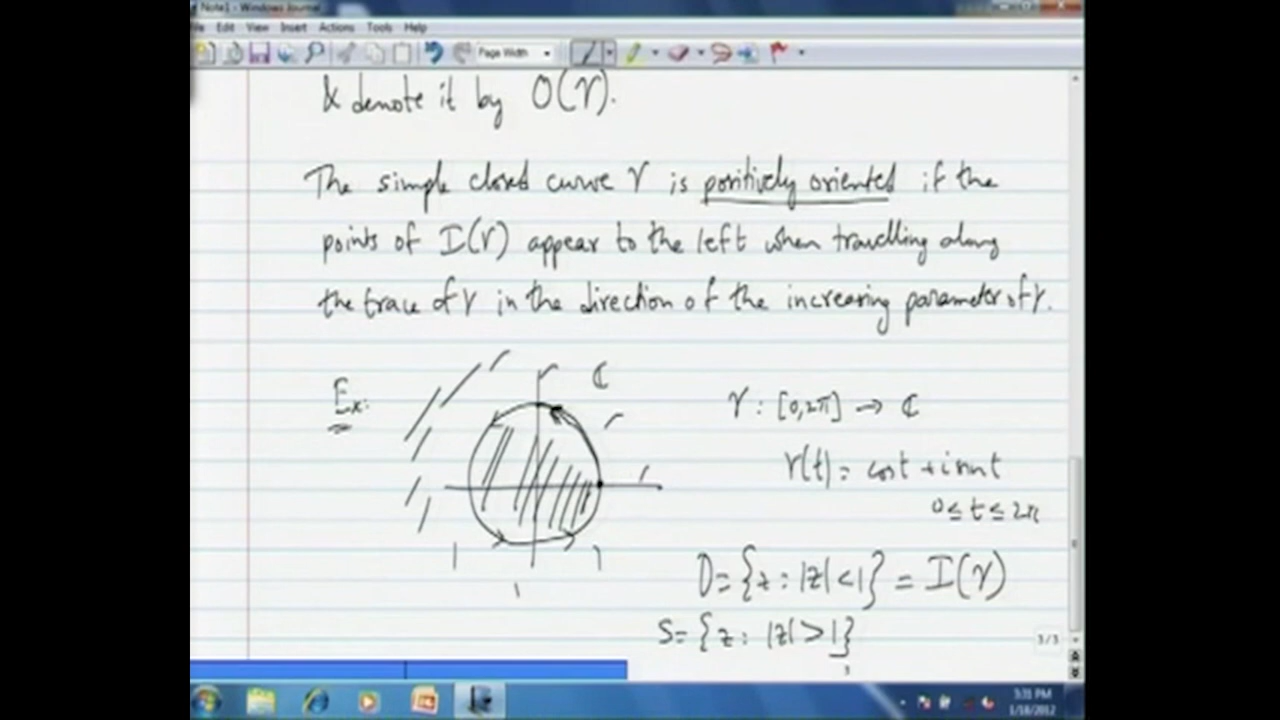 Note1 - Windows Journal
File Edit View Insert Actions Tools Help
Page Width
& denote it by O(γ).
The simple closed curve γ is positively oriented if the
points of I(γ) appear to the left when travelling along
the trace of γ in the direction of the increasing parameter of γ.
Ex:
ℂ
γ : [0,2π] → ℂ
γ(t) = cost + i sint
0 ≤ t ≤ 2π
D = {z : |z| < 1} = I(γ)
S = {z : |z| > 1}
3/3
3:31 PM
1/18/2012